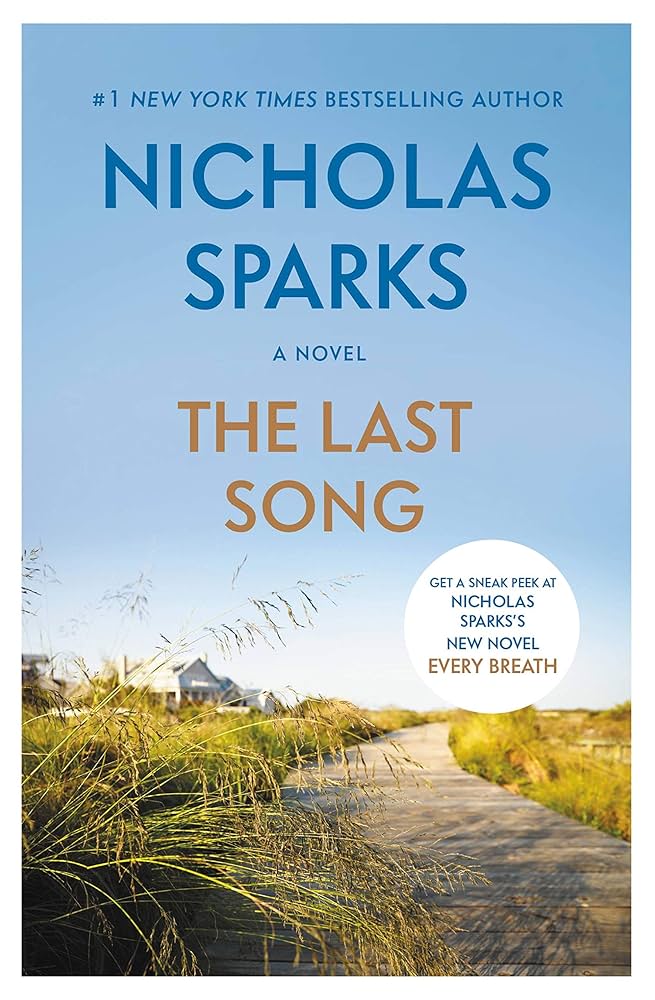 #1 NEW YORK TIMES BESTSELLING AUTHOR
NICHOLAS
SPARKS
A NOVEL
THE LAST
SONG
GET A SNEAK PEEK AT
NICHOLAS
SPARKS'S
NEW NOVEL
EVERY BREATH